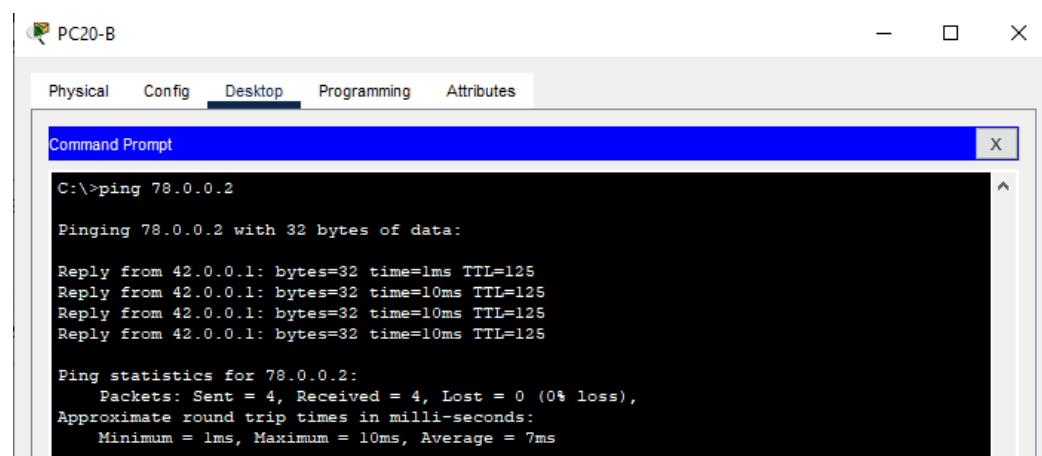 PC20-B
Physical Config Desktop Programming Attributes
Command Prompt X
C:\>ping 78.0.0.2
Pinging 78.0.0.2 with 32 bytes of data:
Reply from 42.0.0.1: bytes=32 time=1ms TTL=125
Reply from 42.0.0.1: bytes=32 time=10ms TTL=125
Reply from 42.0.0.1: bytes=32 time=10ms TTL=125
Reply from 42.0.0.1: bytes=32 time=10ms TTL=125
Ping statistics for 78.0.0.2:
Packets: Sent = 4, Received = 4, Lost = 0 (0% loss),
Approximate round trip times in milli-seconds:
Minimum = 1ms, Maximum = 10ms, Average = 7ms